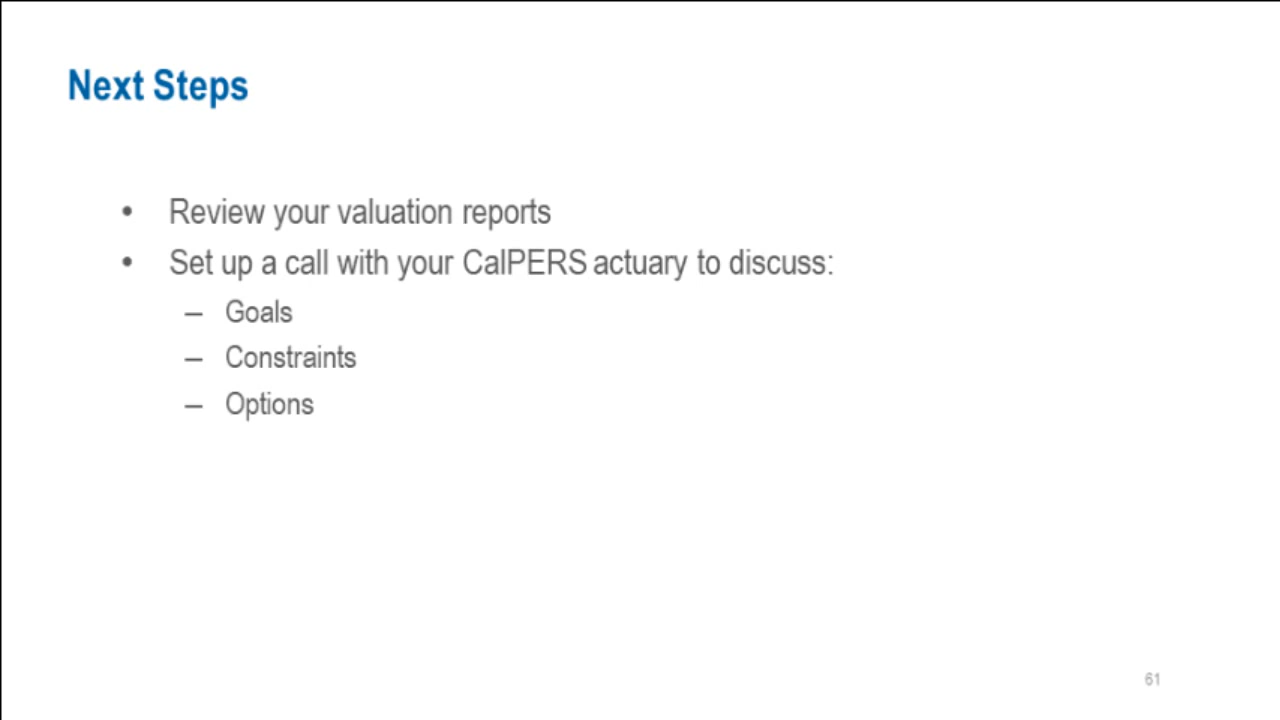 Next Steps
• Review your valuation reports
• Set up a call with your CalPERS actuary to discuss:
– Goals
– Constraints
– Options
61